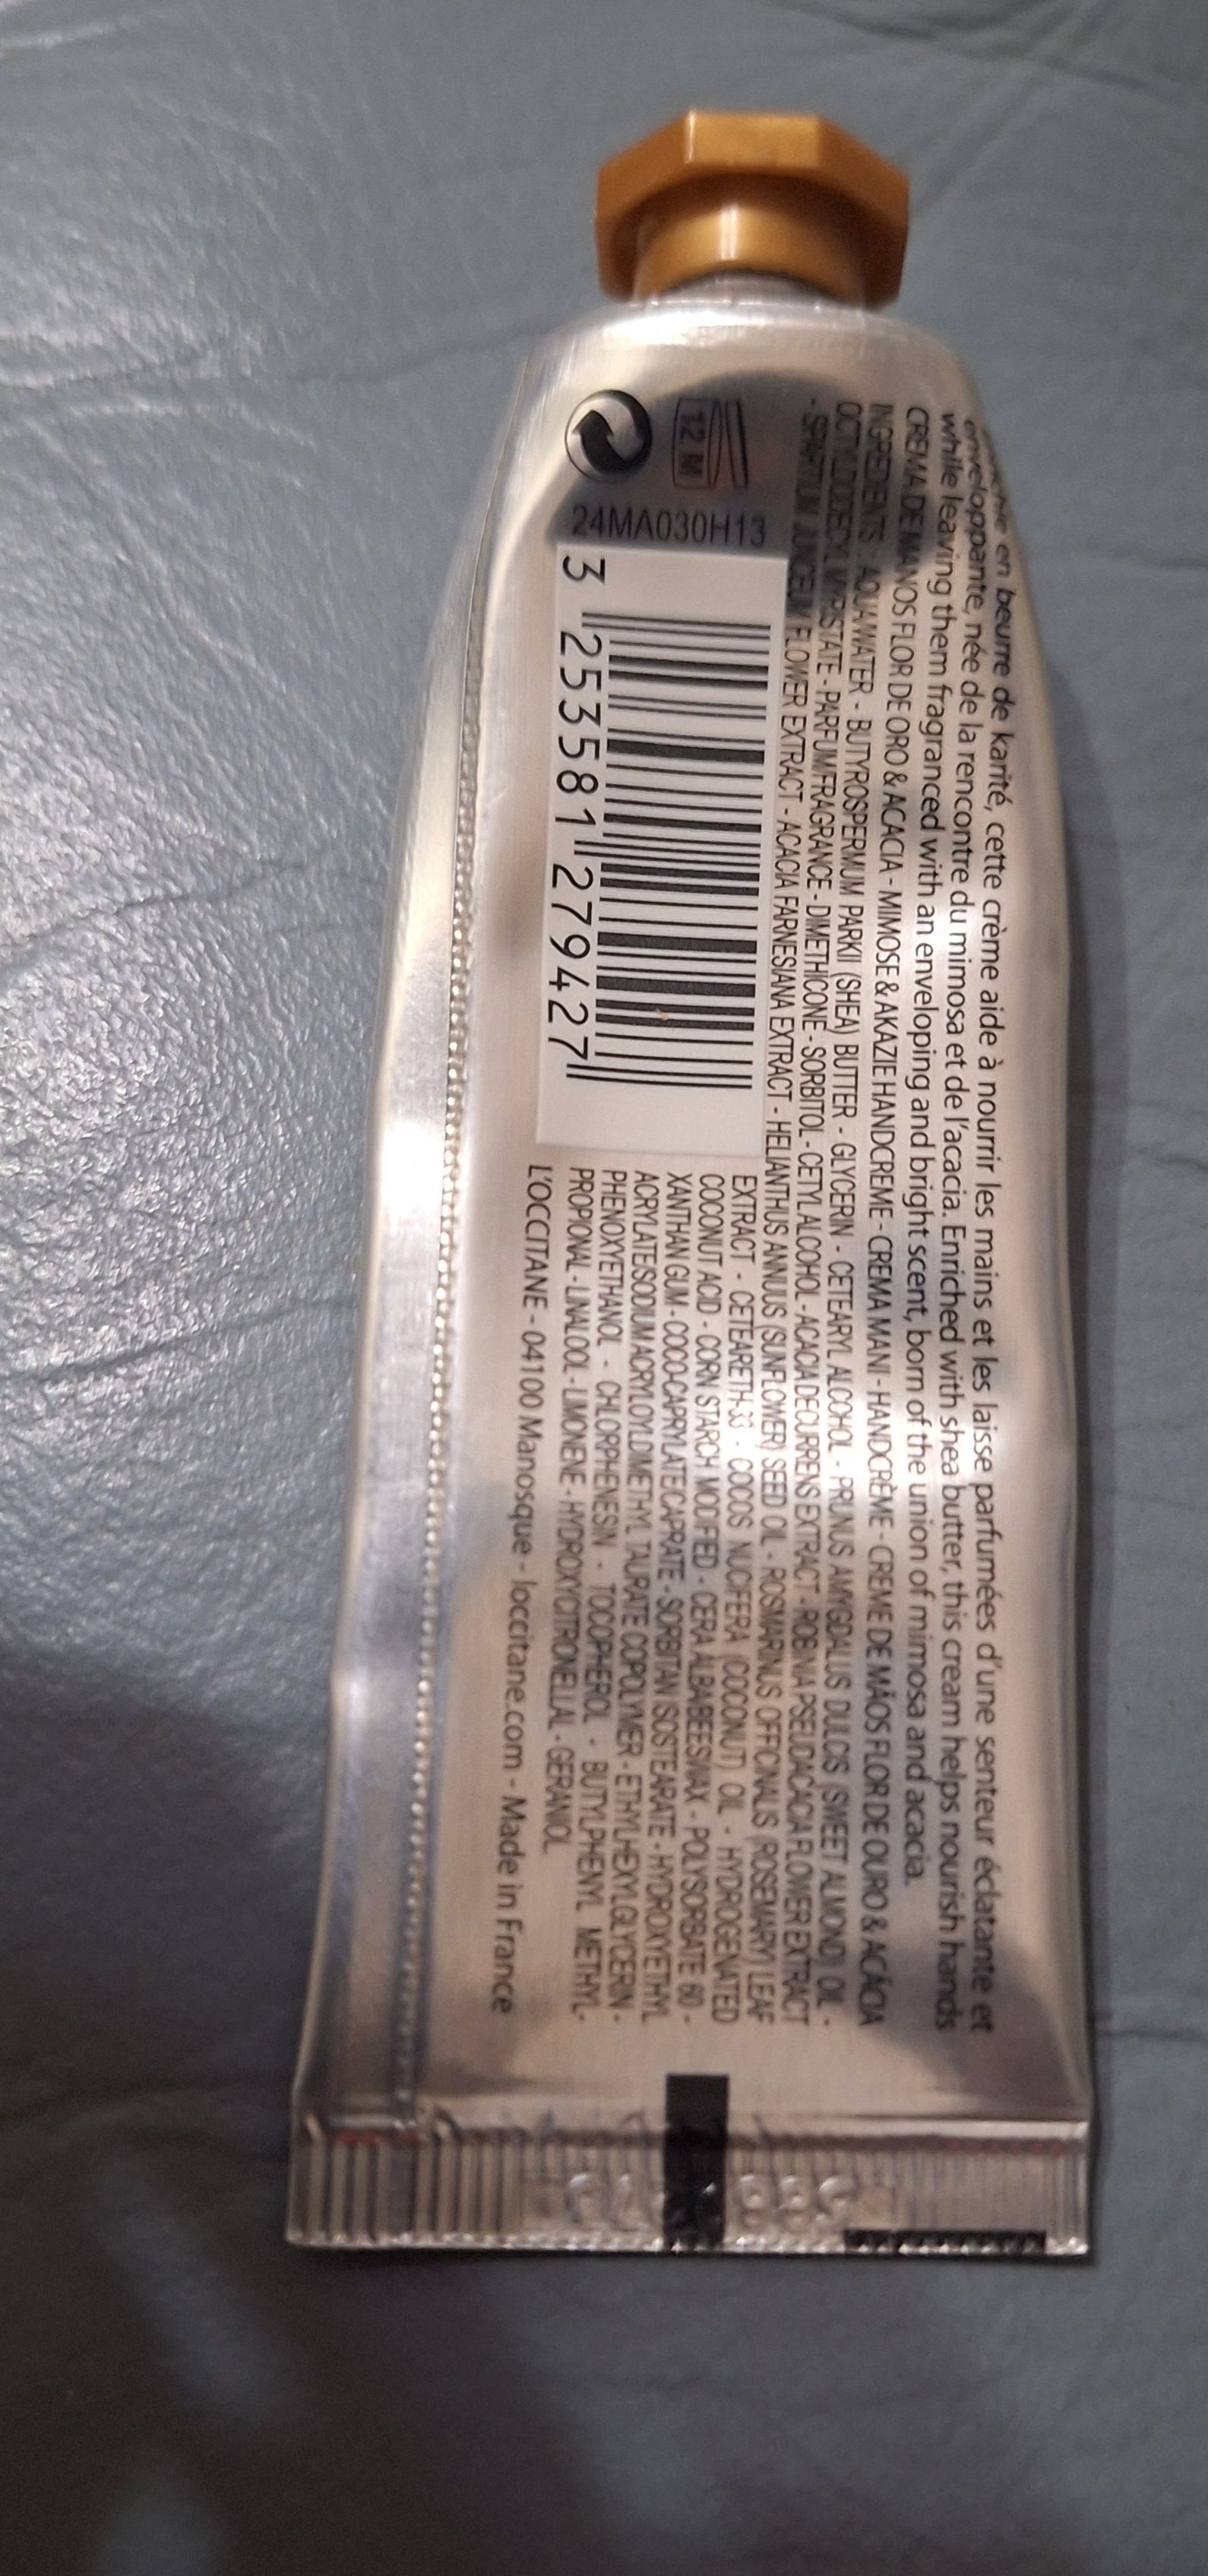 en beurre de karité, cette crème aide à nourrir les mains et les laisse parfumées d'une senteur éclatante et
enveloppante, née de la rencontre du mimosa et de l'acacia. Enriched with shea butter, this cream helps nourish hands
while leaving them fragranced with an enveloping and bright scent, born of the union of mimosa and acacia.
CREMA DE MANOS FLOR DE ORO & ACACIA - MIMOSE & AKAZIE HANDCREME - CREMA MANI - HANDCRÈME - CREME DE MÃOS FLOR DE OURO & ACÁCIA
INGREDIENTS : AQUA/WATER - BUTYROSPERMUM PARKII (SHEA) BUTTER - GLYCERIN - CETEARYL ALCOHOL - PRUNUS AMYGDALUS DULCIS (SWEET ALMOND) OIL -
OCTYLDODECYL MYRISTATE - PARFUM/FRAGRANCE - DIMETHICONE - SORBITOL - CETYL ALCOHOL - ACACIA DECURRENS EXTRACT - ROBINIA PSEUDACACIA FLOWER EXTRACT
- SPARTIUM JUNCEUM FLOWER EXTRACT - ACACIA FARNESIANA EXTRACT - HELIANTHUS ANNUUS (SUNFLOWER) SEED OIL - ROSMARINUS OFFICINALIS (ROSEMARY) LEAF
EXTRACT - CETEARETH-33 - COCOS NUCIFERA (COCONUT) OIL - HYDROGENATED
COCONUT ACID - CORN STARCH MODIFIED - CERA ALBA/BEESWAX - POLYSORBATE 60 -
XANTHAN GUM - COCO-CAPRYLATE/CAPRATE - SORBITAN ISOSTEARATE - HYDROXYETHYL
ACRYLATE/SODIUM ACRYLOYLDIMETHYL TAURATE COPOLYMER - ETHYLHEXYLGLYCERIN -
PHENOXYETHANOL - CHLORPHENESIN - TOCOPHEROL - BUTYLPHENYL METHYL-
PROPIONAL - LINALOOL - LIMONENE - HYDROXYCITRONELLAL - GERANIOL
L'OCCITANE - 04100 Manosque - loccitane.com - Made in France
12 M
24MA030H13
3 253581 279427